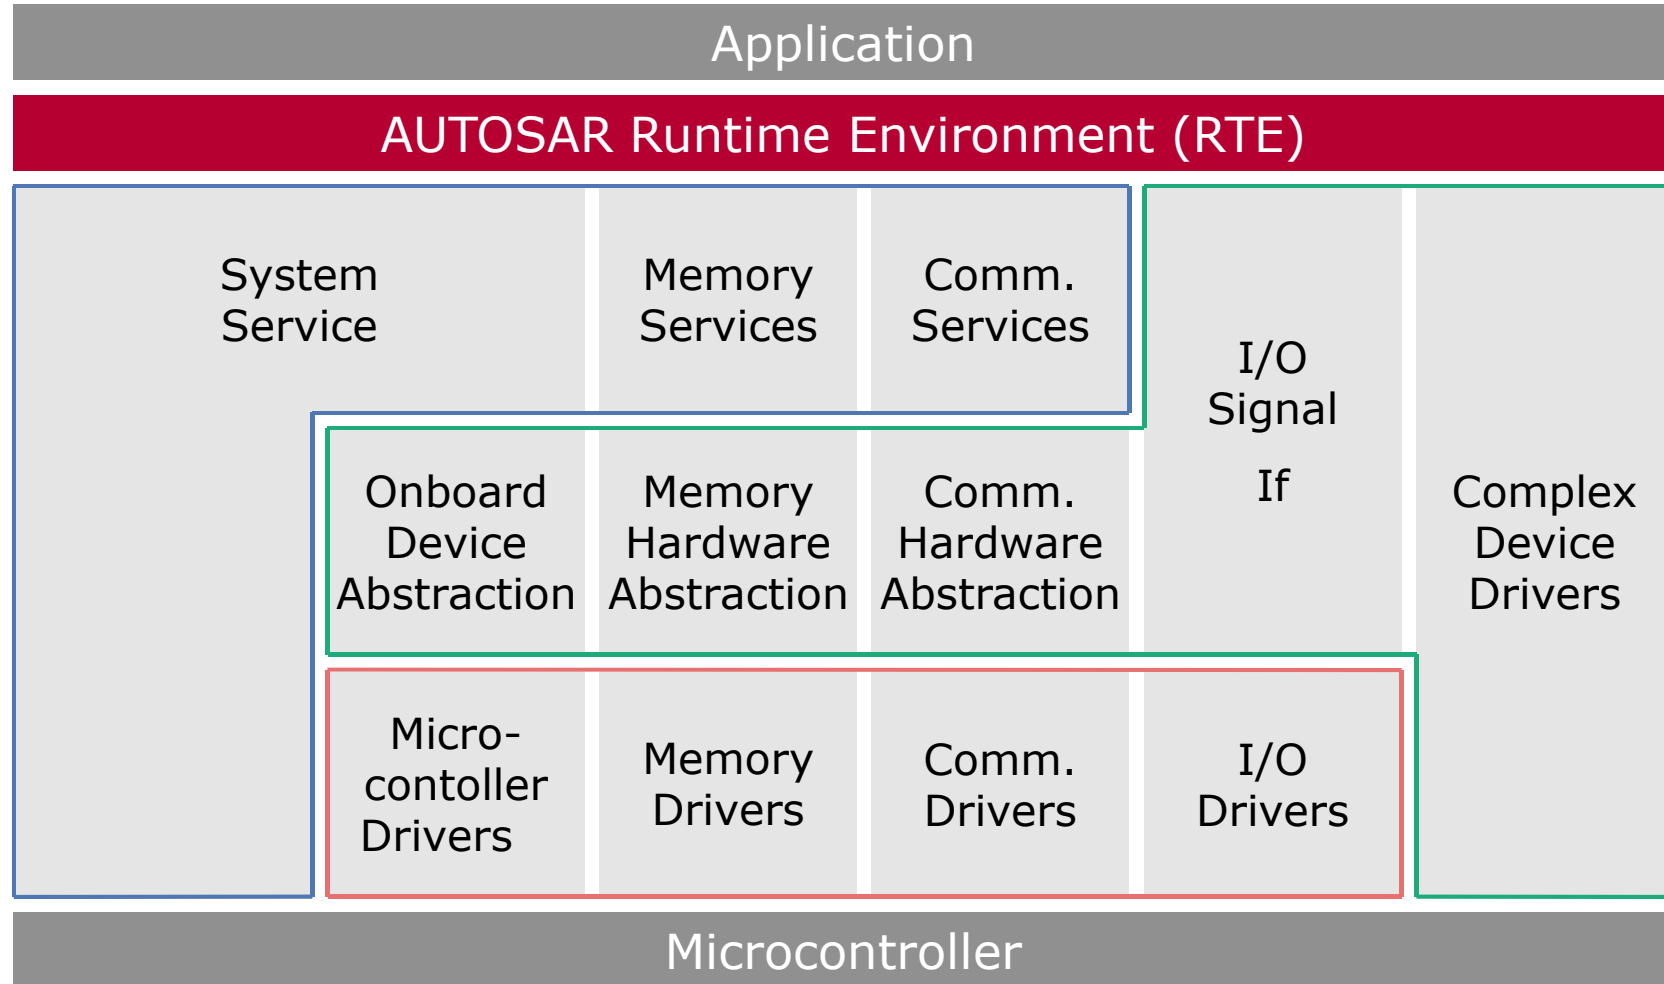 Application
AUTOSAR Runtime Environment (RTE)
System
Service
Memory
Services
Comm.
Services
I/O
Signal
If
Complex
Device
Drivers
Onboard
Device
Abstraction
Memory
Hardware
Abstraction
Comm.
Hardware
Abstraction
Micro-
contoller
Drivers
Memory
Drivers
Comm.
Drivers
I/O
Drivers
Microcontroller